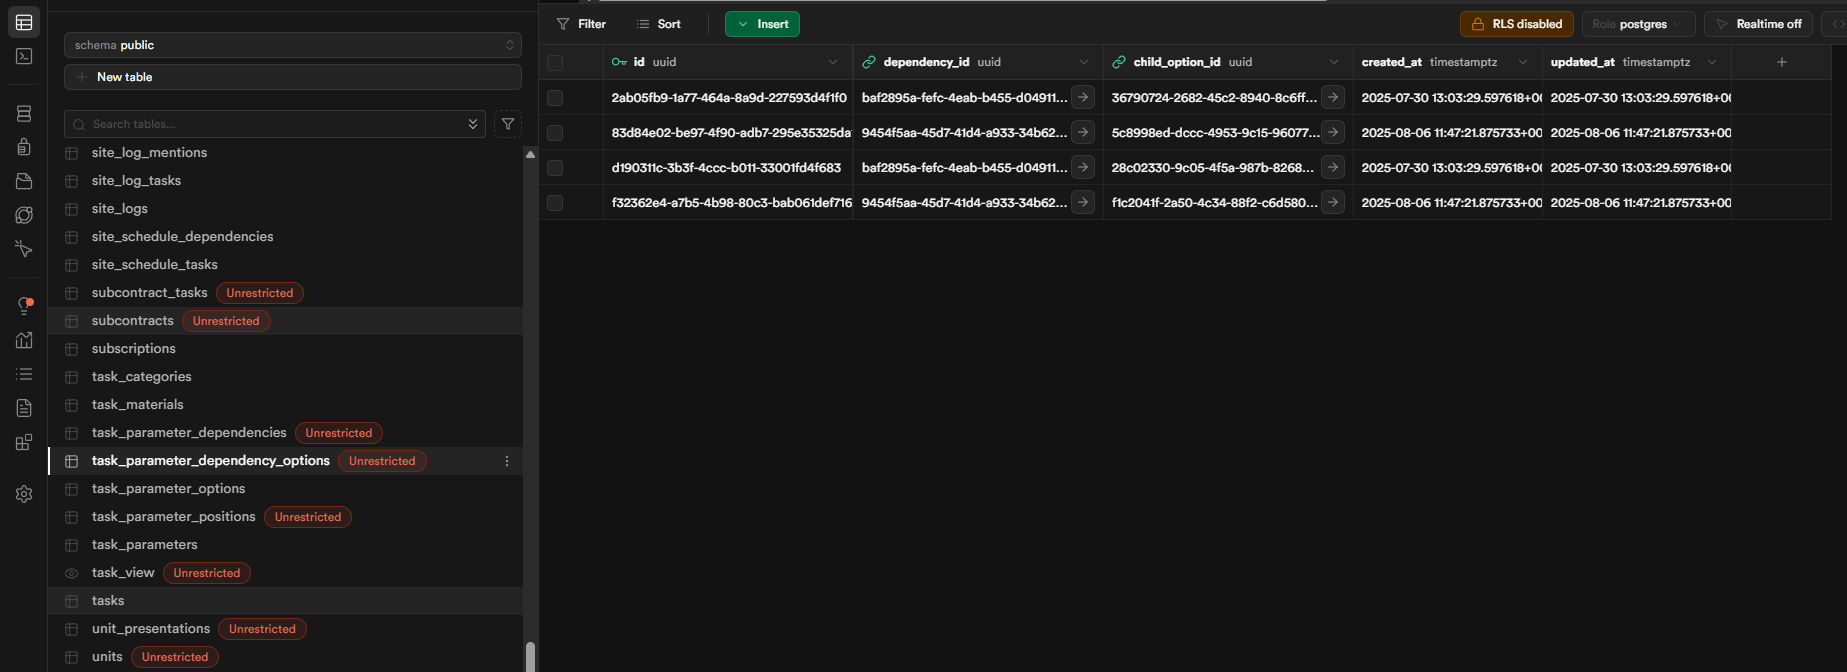 schema public
New table
Search tables...
site_log_mentions
site_log_tasks
site_logs
site_schedule_dependencies
site_schedule_tasks
subcontract_tasks Unrestricted
subcontracts Unrestricted
subscriptions
task_categories
task_materials
task_parameter_dependencies Unrestricted
task_parameter_dependency_options Unrestricted
task_parameter_options
task_parameter_positions Unrestricted
task_parameters
task_view Unrestricted
tasks
unit_presentations Unrestricted
units Unrestricted
Filter Sort Insert RLS disabled Role postgres Realtime off
id uuid dependency_id uuid child_option_id uuid created_at timestamptz updated_at timestamptz
2ab05fb9-1a77-464a-8a9d-227593d4f1f0 baf2895a-fefc-4eab-b455-d04911... 36790724-2682-45c2-8940-8c6ff... 2025-07-30 13:03:29.597618+00 2025-07-30 13:03:29.597618+00
83d84e02-be97-4f90-adb7-295e35325da 9454f5aa-45d7-41d4-a933-34b62... 5c8998ed-dccc-4953-9c15-96077... 2025-08-06 11:47:21.875733+00 2025-08-06 11:47:21.875733+00
d190311c-3b3f-4ccc-b011-33001fd4f683 baf2895a-fefc-4eab-b455-d04911... 28c02330-9c05-4f5a-987b-8268... 2025-07-30 13:03:29.597618+00 2025-07-30 13:03:29.597618+00
f32362e4-a7b5-4b98-80c3-bab061def716 9454f5aa-45d7-41d4-a933-34b62... f1c2041f-2a50-4c34-88f2-c6d580... 2025-08-06 11:47:21.875733+00 2025-08-06 11:47:21.875733+00